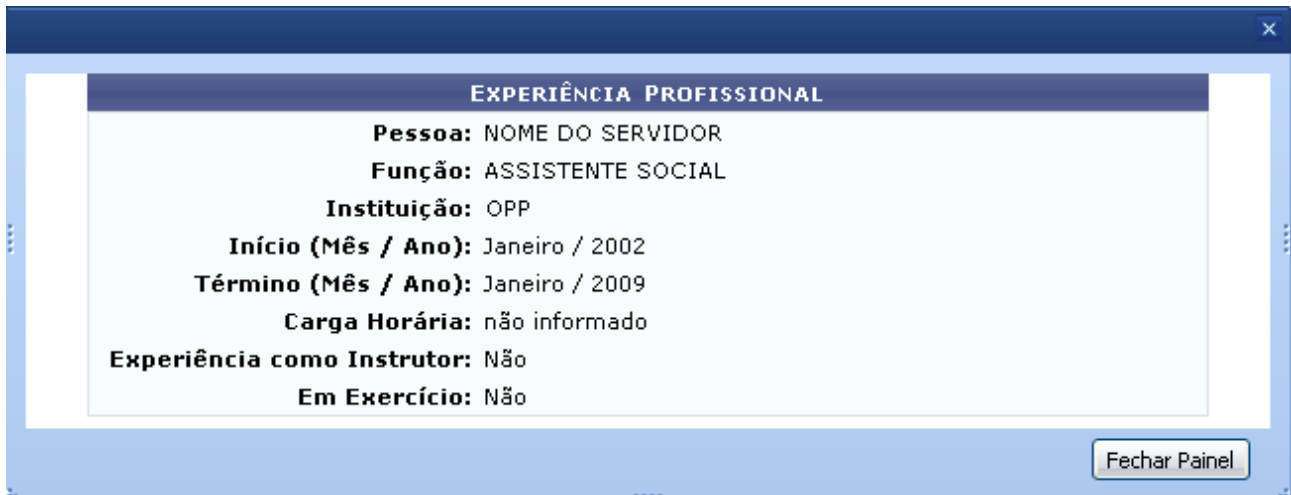 EXPERIÊNCIA PROFISSIONAL
Pessoa: NOME DO SERVIDOR
Função: ASSISTENTE SOCIAL
Instituição: OPP
Início (Mês / Ano): Janeiro / 2002
Término (Mês / Ano): Janeiro / 2009
Carga Horária: não informado
Experiência como Instrutor: Não
Em Exercício: Não
Fechar Painel